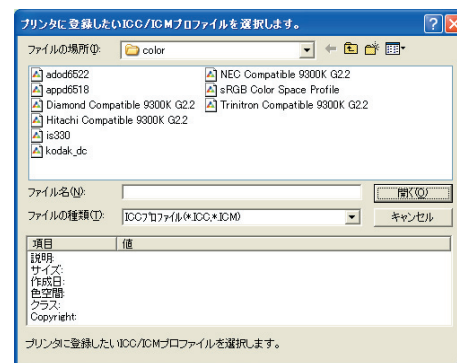 プリンタに登録したいICC/ICMプロファイルを選択します。
ファイルの場所(I): color
adod6522
appd6518
Diamond Compatible 9300K G2.2
Hitachi Compatible 9300K G2.2
is330
kodak_dc
NEC Compatible 9300K G2.2
sRGB Color Space Profile
Trinitron Compatible 9300K G2.2
ファイル名(N): 開く(O)
ファイルの種類(T): ICCプロファイル(*.ICC,*.ICM) キャンセル
項目 値
説明:
サイズ:
作成日:
色空間:
クラス:
Copyright:
プリンタに登録したいICC/ICMプロファイルを選択します。